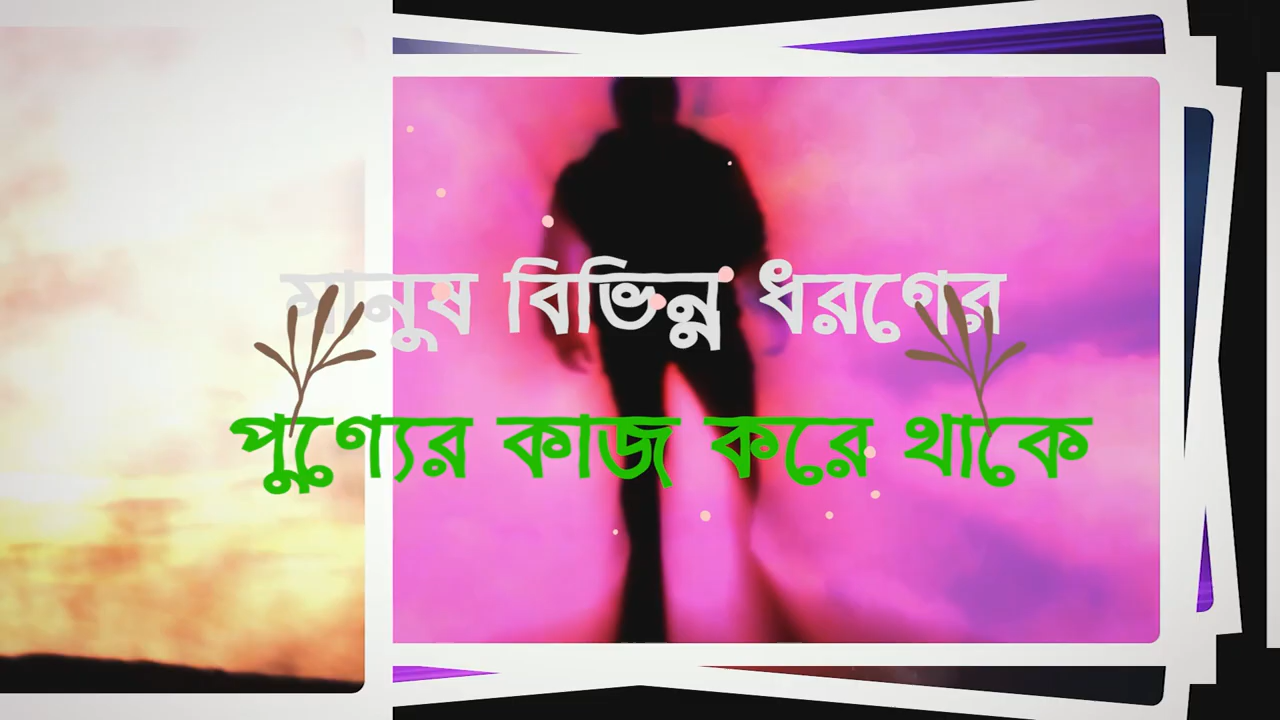 মানুষ বিভিন্ন ধরণের
পুণ্যের কাজ করে থাকে